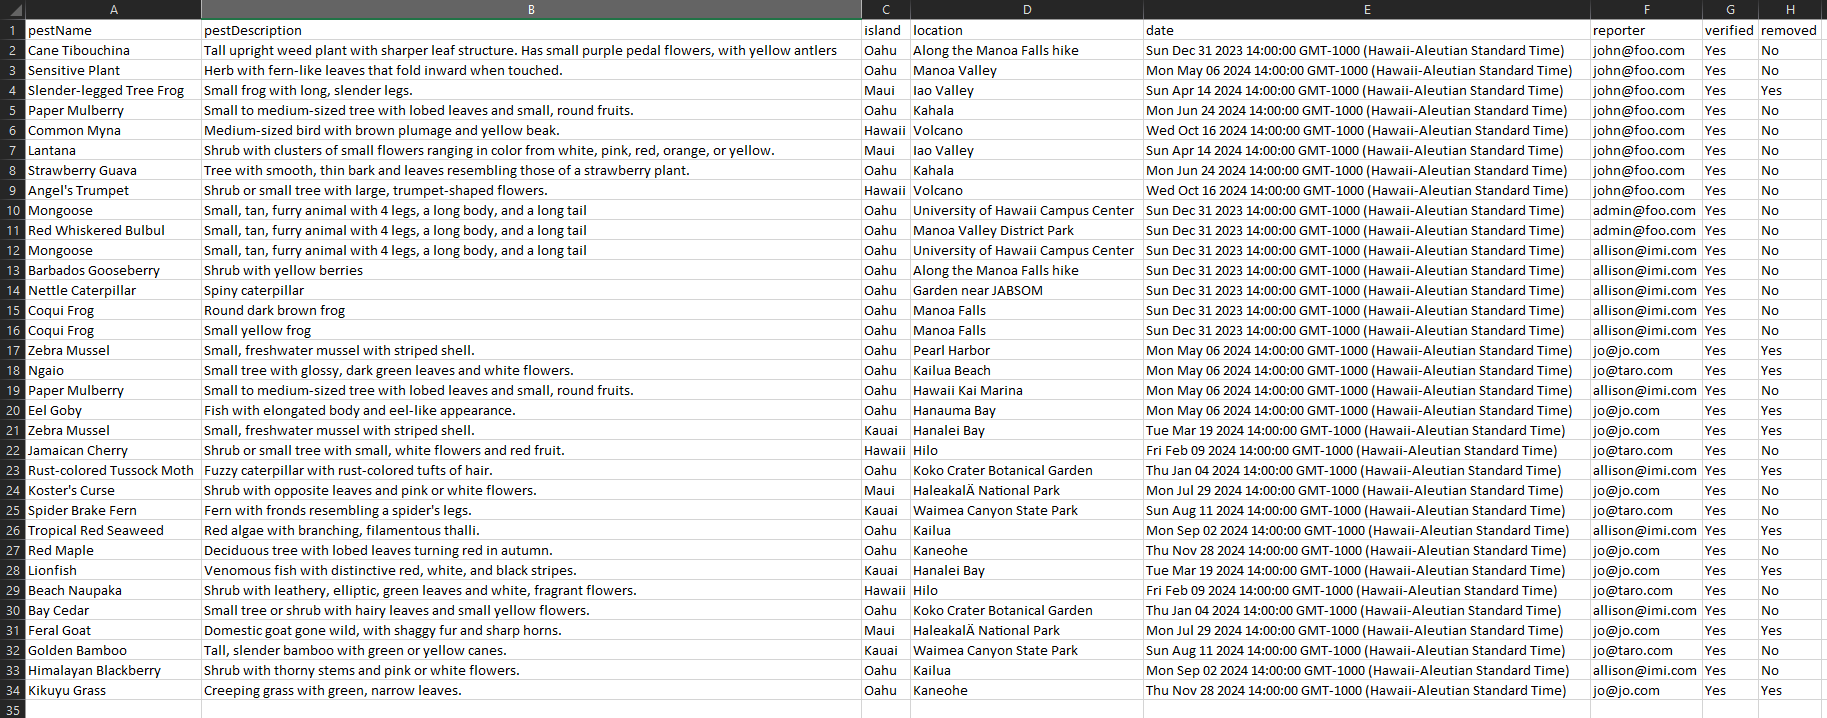 A B C D E F G H
1 pestName pestDescription island location date reporter verified removed
2 Cane Tibouchina Tall upright weed plant with sharper leaf structure. Has small purple pedal flowers, with yellow antlers Oahu Along the Manoa Falls hike Sun Dec 31 2023 14:00:00 GMT-1000 (Hawaii-Aleutian Standard Time) john@foo.com Yes No
3 Sensitive Plant Herb with fern-like leaves that fold inward when touched. Oahu Manoa Valley Mon May 06 2024 14:00:00 GMT-1000 (Hawaii-Aleutian Standard Time) john@foo.com Yes No
4 Slender-legged Tree Frog Small frog with long, slender legs. Maui Iao Valley Sun Apr 14 2024 14:00:00 GMT-1000 (Hawaii-Aleutian Standard Time) john@foo.com Yes Yes
5 Paper Mulberry Small to medium-sized tree with lobed leaves and small, round fruits. Oahu Kahala Mon Jun 24 2024 14:00:00 GMT-1000 (Hawaii-Aleutian Standard Time) john@foo.com Yes No
6 Common Myna Medium-sized bird with brown plumage and yellow beak. Hawaii Volcano Wed Oct 16 2024 14:00:00 GMT-1000 (Hawaii-Aleutian Standard Time) john@foo.com Yes No
7 Lantana Shrub with clusters of small flowers ranging in color from white, pink, red, orange, or yellow. Maui Iao Valley Sun Apr 14 2024 14:00:00 GMT-1000 (Hawaii-Aleutian Standard Time) john@foo.com Yes No
8 Strawberry Guava Tree with smooth, thin bark and leaves resembling those of a strawberry plant. Oahu Kahala Mon Jun 24 2024 14:00:00 GMT-1000 (Hawaii-Aleutian Standard Time) john@foo.com Yes No
9 Angel's Trumpet Shrub or small tree with large, trumpet-shaped flowers. Hawaii Volcano Wed Oct 16 2024 14:00:00 GMT-1000 (Hawaii-Aleutian Standard Time) john@foo.com Yes No
10 Mongoose Small, tan, furry animal with 4 legs, a long body, and a long tail Oahu University of Hawaii Campus Center Sun Dec 31 2023 14:00:00 GMT-1000 (Hawaii-Aleutian Standard Time) admin@foo.com Yes No
11 Red Whiskered Bulbul Small, tan, furry animal with 4 legs, a long body, and a long tail Oahu Manoa Valley District Park Sun Dec 31 2023 14:00:00 GMT-1000 (Hawaii-Aleutian Standard Time) admin@foo.com Yes No
12 Mongoose Small, tan, furry animal with 4 legs, a long body, and a long tail Oahu University of Hawaii Campus Center Sun Dec 31 2023 14:00:00 GMT-1000 (Hawaii-Aleutian Standard Time) allison@imi.com Yes No
13 Barbados Gooseberry Shrub with yellow berries Oahu Along the Manoa Falls hike Sun Dec 31 2023 14:00:00 GMT-1000 (Hawaii-Aleutian Standard Time) allison@imi.com Yes No
14 Nettle Caterpillar Spiny caterpillar Oahu Garden near JABSOM Sun Dec 31 2023 14:00:00 GMT-1000 (Hawaii-Aleutian Standard Time) allison@imi.com Yes No
15 Coqui Frog Round dark brown frog Oahu Manoa Falls Sun Dec 31 2023 14:00:00 GMT-1000 (Hawaii-Aleutian Standard Time) allison@imi.com Yes No
16 Coqui Frog Small yellow frog Oahu Manoa Falls Sun Dec 31 2023 14:00:00 GMT-1000 (Hawaii-Aleutian Standard Time) allison@imi.com Yes No
17 Zebra Mussel Small, freshwater mussel with striped shell. Oahu Pearl Harbor Mon May 06 2024 14:00:00 GMT-1000 (Hawaii-Aleutian Standard Time) jo@jo.com Yes Yes
18 Ngaio Small tree with glossy, dark green leaves and white flowers. Oahu Kailua Beach Mon May 06 2024 14:00:00 GMT-1000 (Hawaii-Aleutian Standard Time) jo@taro.com Yes Yes
19 Paper Mulberry Small to medium-sized tree with lobed leaves and small, round fruits. Oahu Hawaii Kai Marina Mon May 06 2024 14:00:00 GMT-1000 (Hawaii-Aleutian Standard Time) allison@imi.com Yes No
20 Eel Goby Fish with elongated body and eel-like appearance. Oahu Hanauma Bay Mon May 06 2024 14:00:00 GMT-1000 (Hawaii-Aleutian Standard Time) jo@jo.com Yes Yes
21 Zebra Mussel Small, freshwater mussel with striped shell. Kauai Hanalei Bay Tue Mar 19 2024 14:00:00 GMT-1000 (Hawaii-Aleutian Standard Time) jo@jo.com Yes Yes
22 Jamaican Cherry Shrub or small tree with small, white flowers and red fruit. Hawaii Hilo Fri Feb 09 2024 14:00:00 GMT-1000 (Hawaii-Aleutian Standard Time) jo@taro.com Yes No
23 Rust-colored Tussock Moth Fuzzy caterpillar with rust-colored tufts of hair. Oahu Koko Crater Botanical Garden Thu Jan 04 2024 14:00:00 GMT-1000 (Hawaii-Aleutian Standard Time) allison@imi.com Yes Yes
24 Koster's Curse Shrub with opposite leaves and pink or white flowers. Maui HaleakalÄ National Park Mon Jul 29 2024 14:00:00 GMT-1000 (Hawaii-Aleutian Standard Time) jo@jo.com Yes No
25 Spider Brake Fern Fern with fronds resembling a spider's legs. Kauai Waimea Canyon State Park Sun Aug 11 2024 14:00:00 GMT-1000 (Hawaii-Aleutian Standard Time) jo@taro.com Yes No
26 Tropical Red Seaweed Red algae with branching, filamentous thalli. Oahu Kailua Mon Sep 02 2024 14:00:00 GMT-1000 (Hawaii-Aleutian Standard Time) allison@imi.com Yes Yes
27 Red Maple Deciduous tree with lobed leaves turning red in autumn. Oahu Kaneohe Thu Nov 28 2024 14:00:00 GMT-1000 (Hawaii-Aleutian Standard Time) jo@jo.com Yes No
28 Lionfish Venomous fish with distinctive red, white, and black stripes. Kauai Hanalei Bay Tue Mar 19 2024 14:00:00 GMT-1000 (Hawaii-Aleutian Standard Time) jo@jo.com Yes Yes
29 Beach Naupaka Shrub with leathery, elliptic, green leaves and white, fragrant flowers. Hawaii Hilo Fri Feb 09 2024 14:00:00 GMT-1000 (Hawaii-Aleutian Standard Time) jo@taro.com Yes No
30 Bay Cedar Small tree or shrub with hairy leaves and small yellow flowers. Oahu Koko Crater Botanical Garden Thu Jan 04 2024 14:00:00 GMT-1000 (Hawaii-Aleutian Standard Time) allison@imi.com Yes No
31 Feral Goat Domestic goat gone wild, with shaggy fur and sharp horns. Maui HaleakalÄ National Park Mon Jul 29 2024 14:00:00 GMT-1000 (Hawaii-Aleutian Standard Time) jo@jo.com Yes Yes
32 Golden Bamboo Tall, slender bamboo with green or yellow canes. Kauai Waimea Canyon State Park Sun Aug 11 2024 14:00:00 GMT-1000 (Hawaii-Aleutian Standard Time) jo@taro.com Yes No
33 Himalayan Blackberry Shrub with thorny stems and pink or white flowers. Oahu Kailua Mon Sep 02 2024 14:00:00 GMT-1000 (Hawaii-Aleutian Standard Time) allison@imi.com Yes No
34 Kikuyu Grass Creeping grass with green, narrow leaves. Oahu Kaneohe Thu Nov 28 2024 14:00:00 GMT-1000 (Hawaii-Aleutian Standard Time) jo@jo.com Yes Yes
35